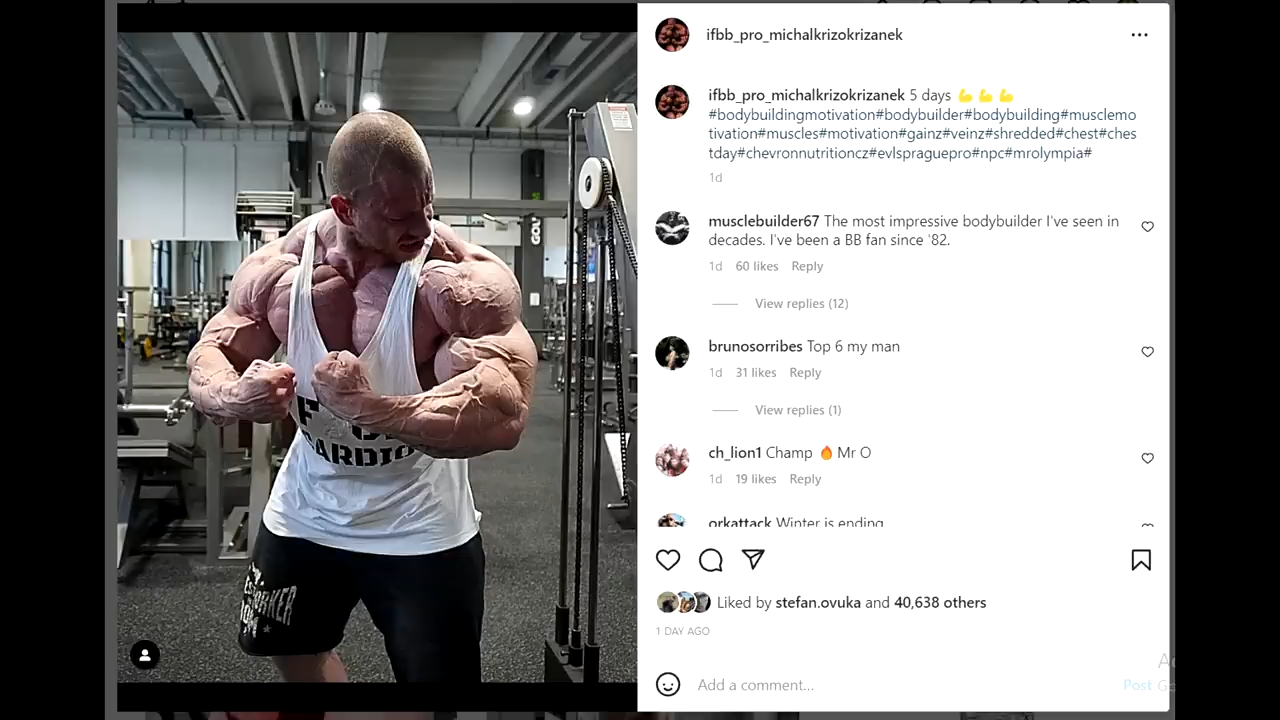 ifbb_pro_michalkrizokrizanek
ifbb_pro_michalkrizokrizanek 5 days 💪💪💪
#bodybuildingmotivation#bodybuilder#bodybuilding#musclemo
tivation#muscles#motivation#gainz#veinz#shredded#chest#ches
tday#chevronnutritioncz#evlspraguepro#npc#mrolympia#
1d
musclebuilder67 The most impressive bodybuilder I've seen in
decades. I've been a BB fan since '82.
1d 60 likes Reply
View replies (12)
brunosorribes Top 6 my man
1d 31 likes Reply
View replies (1)
ch_lion1 Champ 🔥 Mr O
1d 19 likes Reply
orkattack Winter is ending
Liked by stefan.ovuka and 40,638 others
1 DAY AGO
Add a comment...
Post